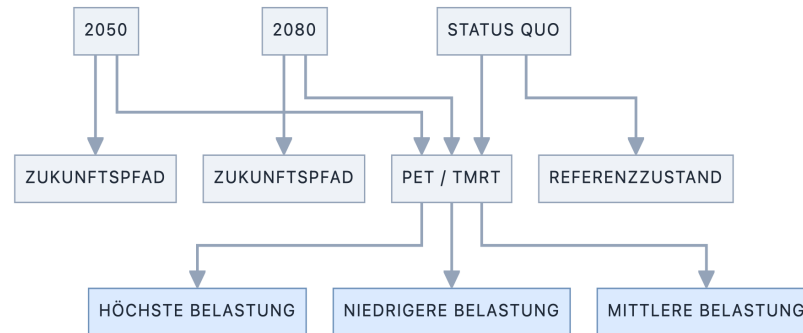 2050
2080
STATUS QUO
ZUKUNFTSPFAD
ZUKUNFTSPFAD
PET / TMRT
REFERENZZUSTAND
HÖCHSTE BELASTUNG
NIEDRIGERE BELASTUNG
MITTLERE BELASTUNG